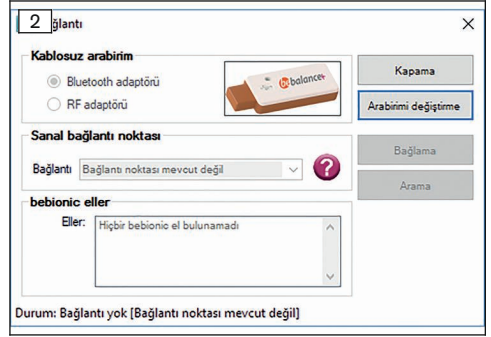 2 ğlantı
Kablosuz arabirim
Bluetooth adaptörü
RF adaptörü
balance+
Kapama
Arabirimi değiştirme
Sanal bağlantı noktası
Bağlantı Bağlantı noktası mevcut değil
?
Bağlama
Arama
bebionic eller
Eller: Hiçbir bebionic el bulunamadı
Durum: Bağlantı yok [Bağlantı noktası mevcut değil]